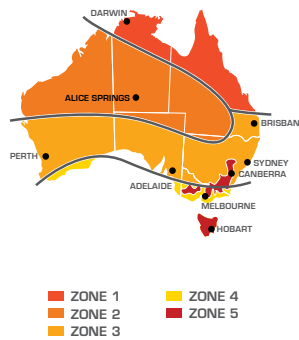 DARWIN
ALICE SPRINGS
BRISBAN
PERTH
SYDNEY
CANBERRA
ADELAIDE
MELBOURNE
HOBART
ZONE 1
ZONE 4
ZONE 2
ZONE 5
ZONE 3